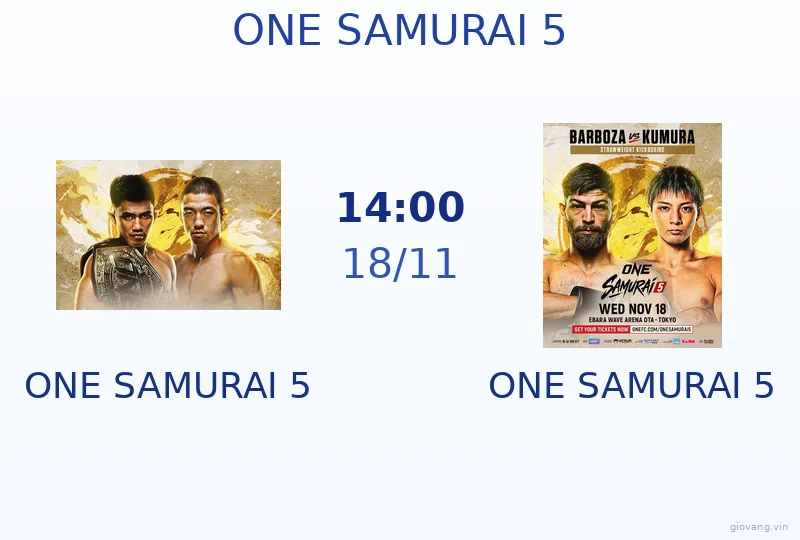 ONE SAMURAI 5
14:00
18/11
ONE SAMURAI 5
BARBOZA VS KUMURA
STRAWWEIGHT KICKBOXING
ONE
SAMURAI 5
WED NOV 18
EBARA WAVE ARENA OTA - TOKYO
GET YOUR TICKETS NOW ONEFC.COM/ONESAMURAI5
ONE SAMURAI 5
giovang.vin